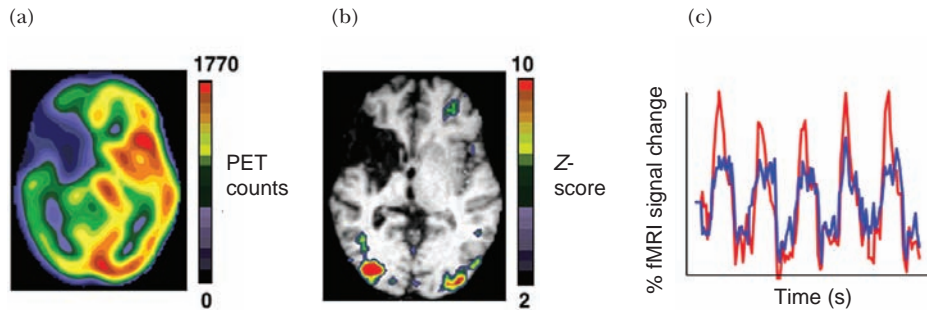 (a)
(b)
(c)
1770
PET
counts
0
10
Z-
score
2
% fMRI signal change
Time (s)